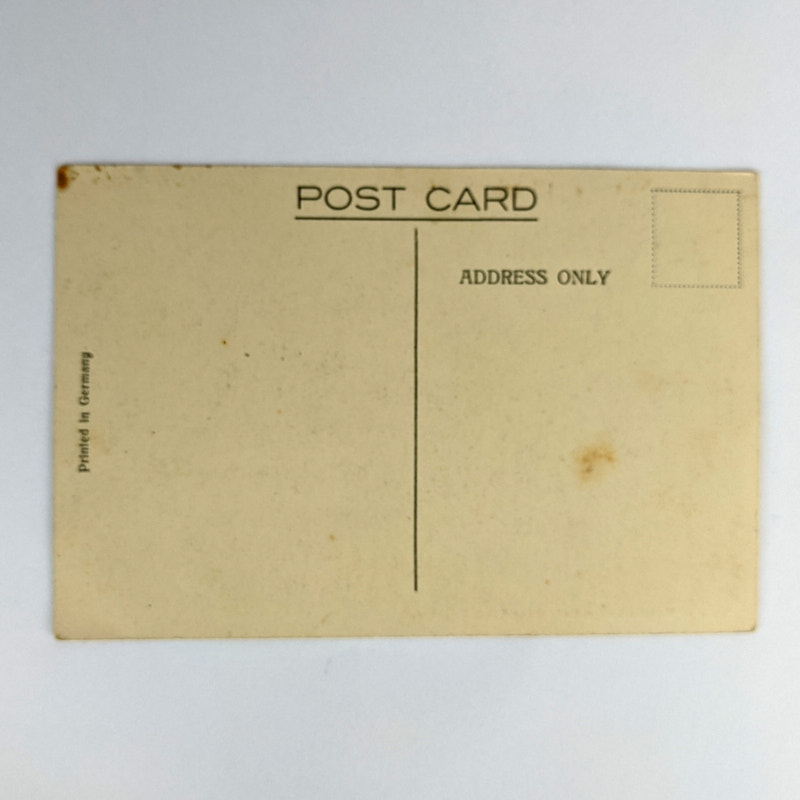 POST CARD
ADDRESS ONLY
Printed in Germany